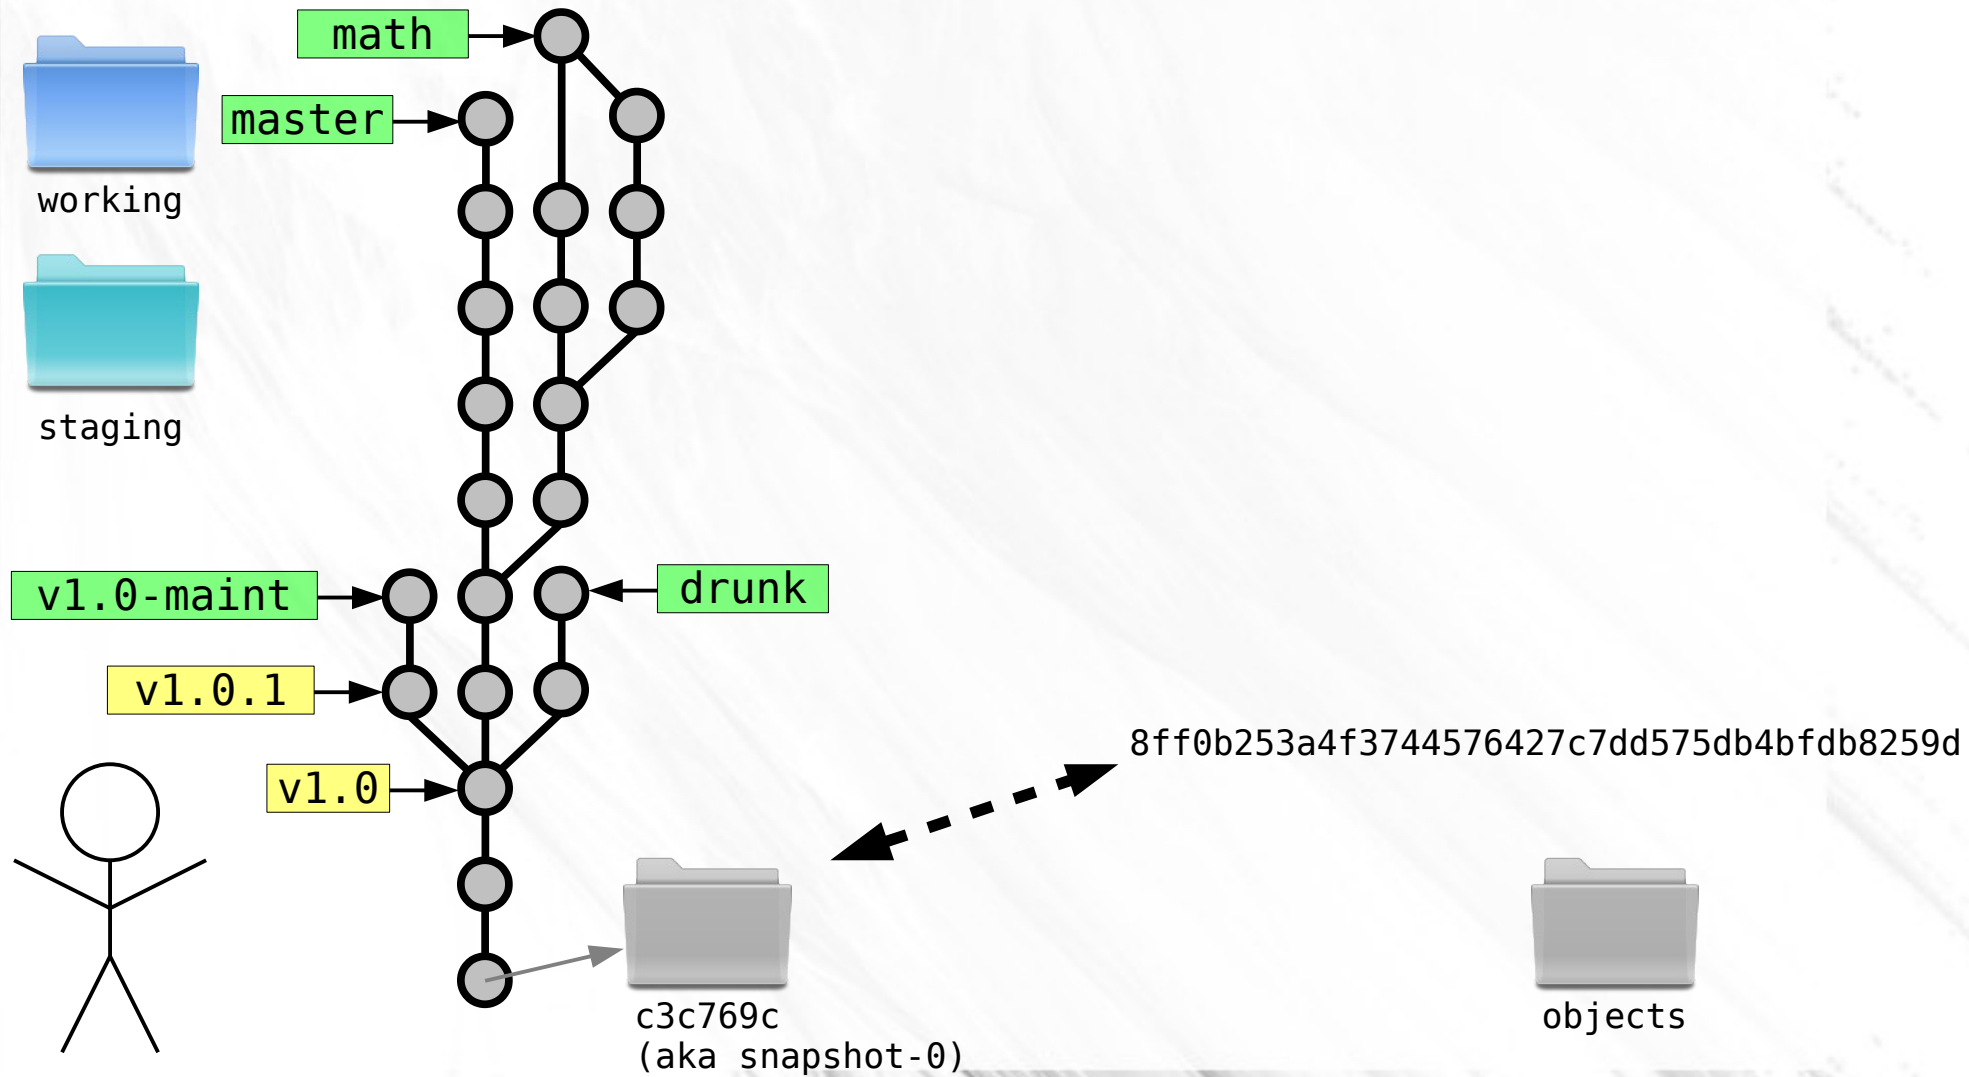 math
master
working
staging
v1.0-maint
drunk
v1.0.1
8ff0b253a4f3744576427c7dd575db4bfdb8259d
v1.0
c3c769c
(aka snapshot-0)
objects